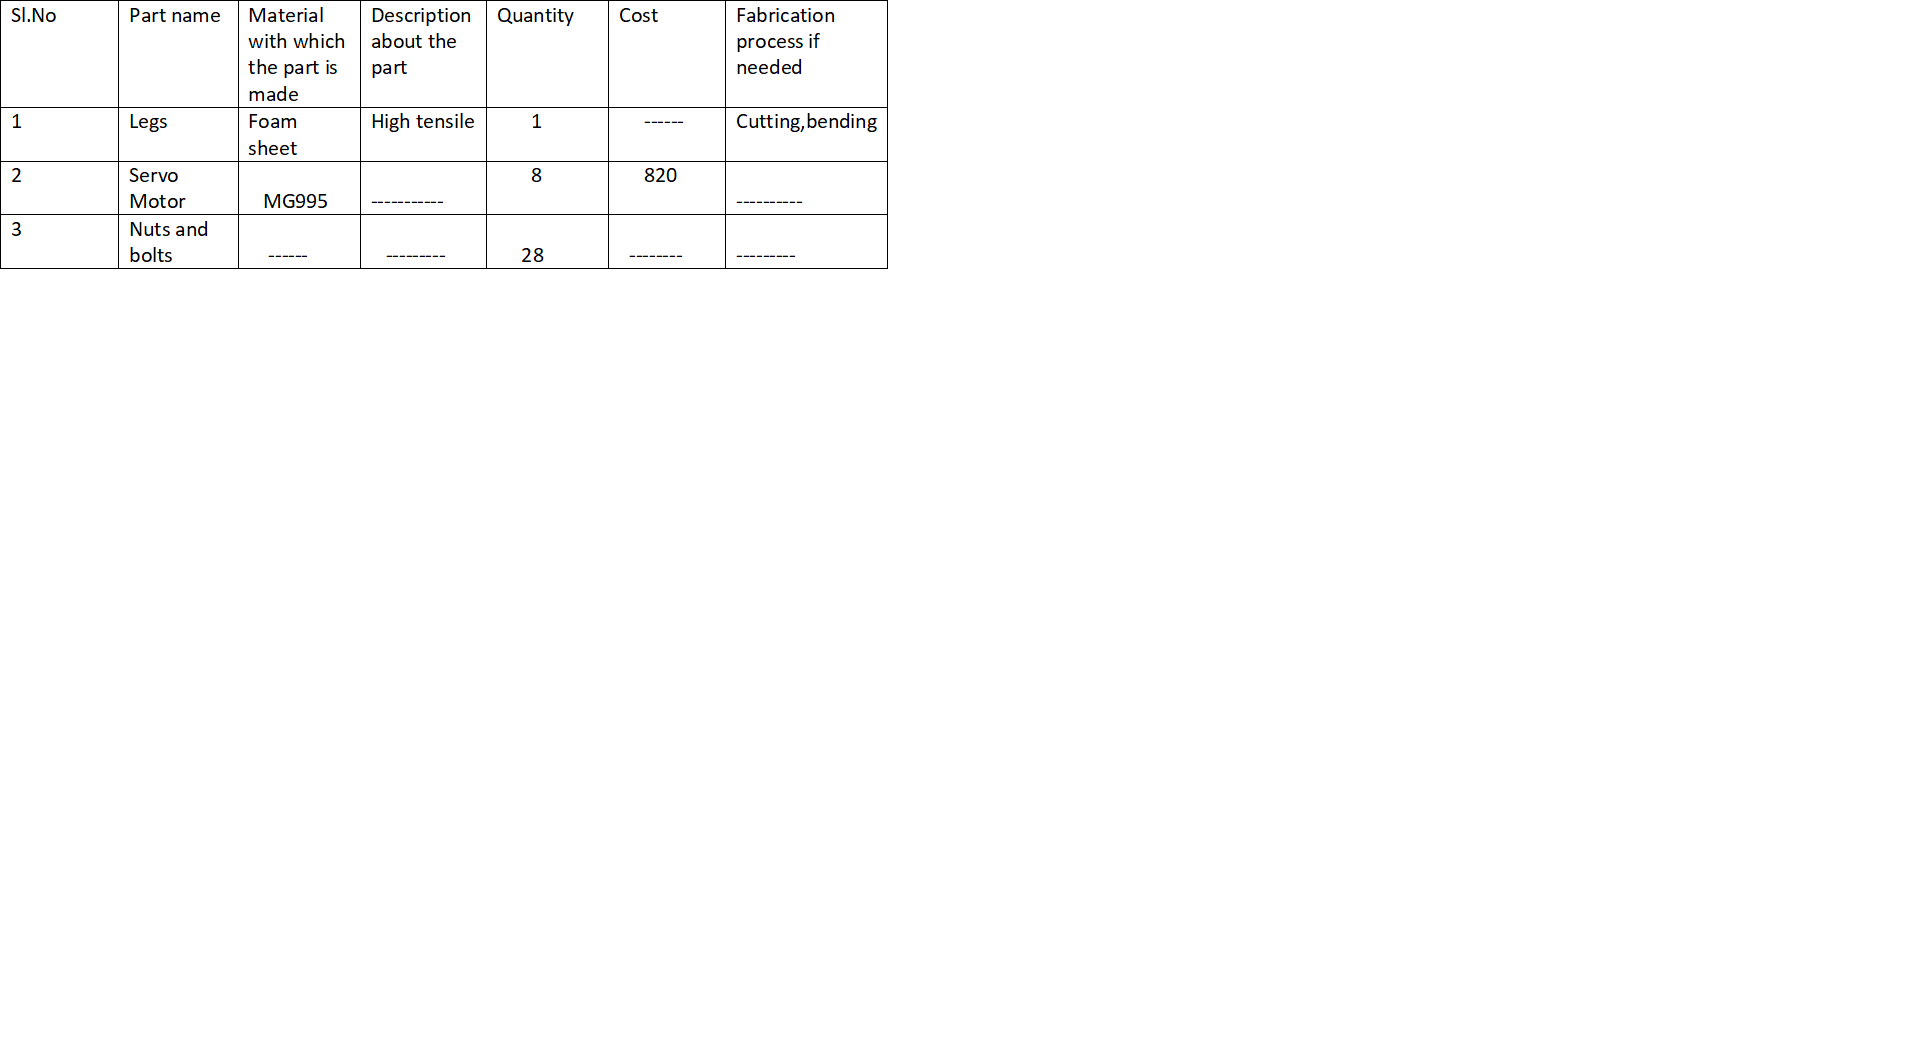 Sl.No Part name Material Description Quantity Cost Fabrication
with which about the process if
the part is part needed
made
1 Legs Foam High tensile 1 ------ Cutting,bending
sheet
2 Servo 8 820
Motor MG995 ----------- ----------
3 Nuts and
bolts ------ --------- 28 -------- ---------